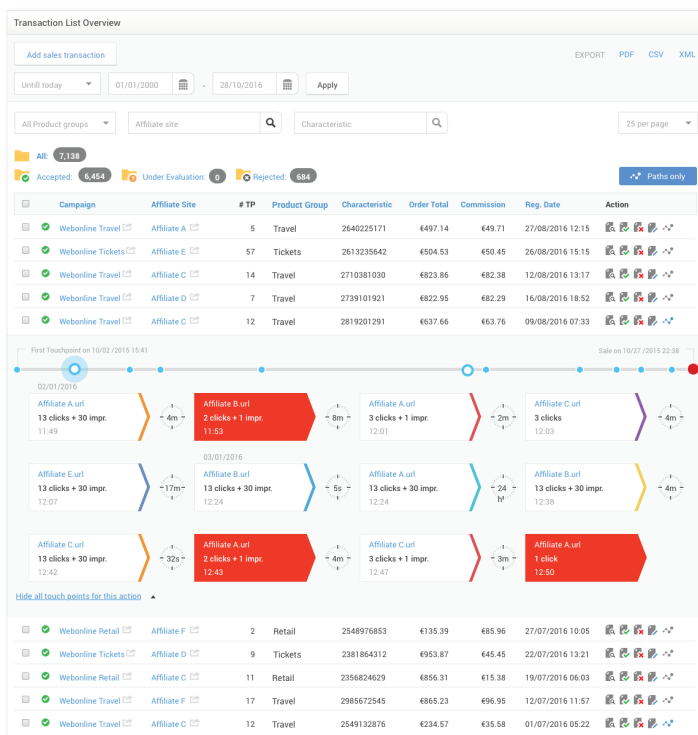 Transaction List Overview
Add sales transaction
EXPORT PDF CSV XML
Untill today 01/01/2000 - 28/10/2016 Apply
All Product groups Affiliate site Characteristic 25 per page
All: 7,138
Accepted: 6,454 Under Evaluation: 0 Rejected: 684 Paths only
Campaign Affiliate Site # TP Product Group Characteristic Order Total Commission Reg. Date Action
Webonline Travel Affiliate A 5 Travel 2640225171 €497.14 €49.71 27/08/2016 12:15
Webonline Tickets Affiliate E 57 Tickets 2613235642 €504.53 €50.45 26/08/2016 15:15
Webonline Travel Affiliate C 14 Travel 2710381030 €823.86 €82.38 12/08/2016 13:17
Webonline Travel Affiliate D 7 Travel 2739101921 €822.95 €82.29 16/08/2016 18:52
Webonline Travel Affiliate C 12 Travel 2819201291 €637.66 €63.76 09/08/2016 07:33
First Touchpoint on 10/02 /2015 15:41 Sale on 10/27 /2015 22:38
02/01/2016
Affiliate A.url Affiliate B.url Affiliate A.url Affiliate C.url
13 clicks + 30 impr. 4m 2 clicks + 1 impr. 8m 3 clicks + 1 impr. 2m 3 clicks 4m
11:49 11:53 12:01 12:03
03/01/2016
Affiliate E.url Affiliate B.url Affiliate A.url Affiliate B.url
13 clicks + 30 impr. 17m 13 clicks + 30 impr. 5s 13 clicks + 30 impr. 24 h 13 clicks + 30 impr. 4m
12:07 12:24 12:24 12:38
Affiliate C.url Affiliate A.url Affiliate C.url Affiliate A.url
13 clicks + 30 impr. 32s 2 clicks + 1 impr. 4m 3 clicks + 1 impr. 3m 1 click
12:42 12:43 12:47 12:50
Hide all touch points for this action
Webonline Retail Affiliate F 2 Retail 2548976853 €135.39 €85.96 27/07/2016 10:05
Webonline Tickets Affiliate D 9 Tickets 2381864312 €953.87 €45.45 22/07/2016 13:21
Webonline Retail Affiliate C 11 Retail 2356824629 €856.31 €15.38 19/07/2016 06:03
Webonline Travel Affiliate F 17 Travel 2985672545 €865.23 €96.95 12/07/2016 11:57
Webonline Travel Affiliate C 12 Travel 2549132876 €234.57 €35.58 01/07/2016 05:22